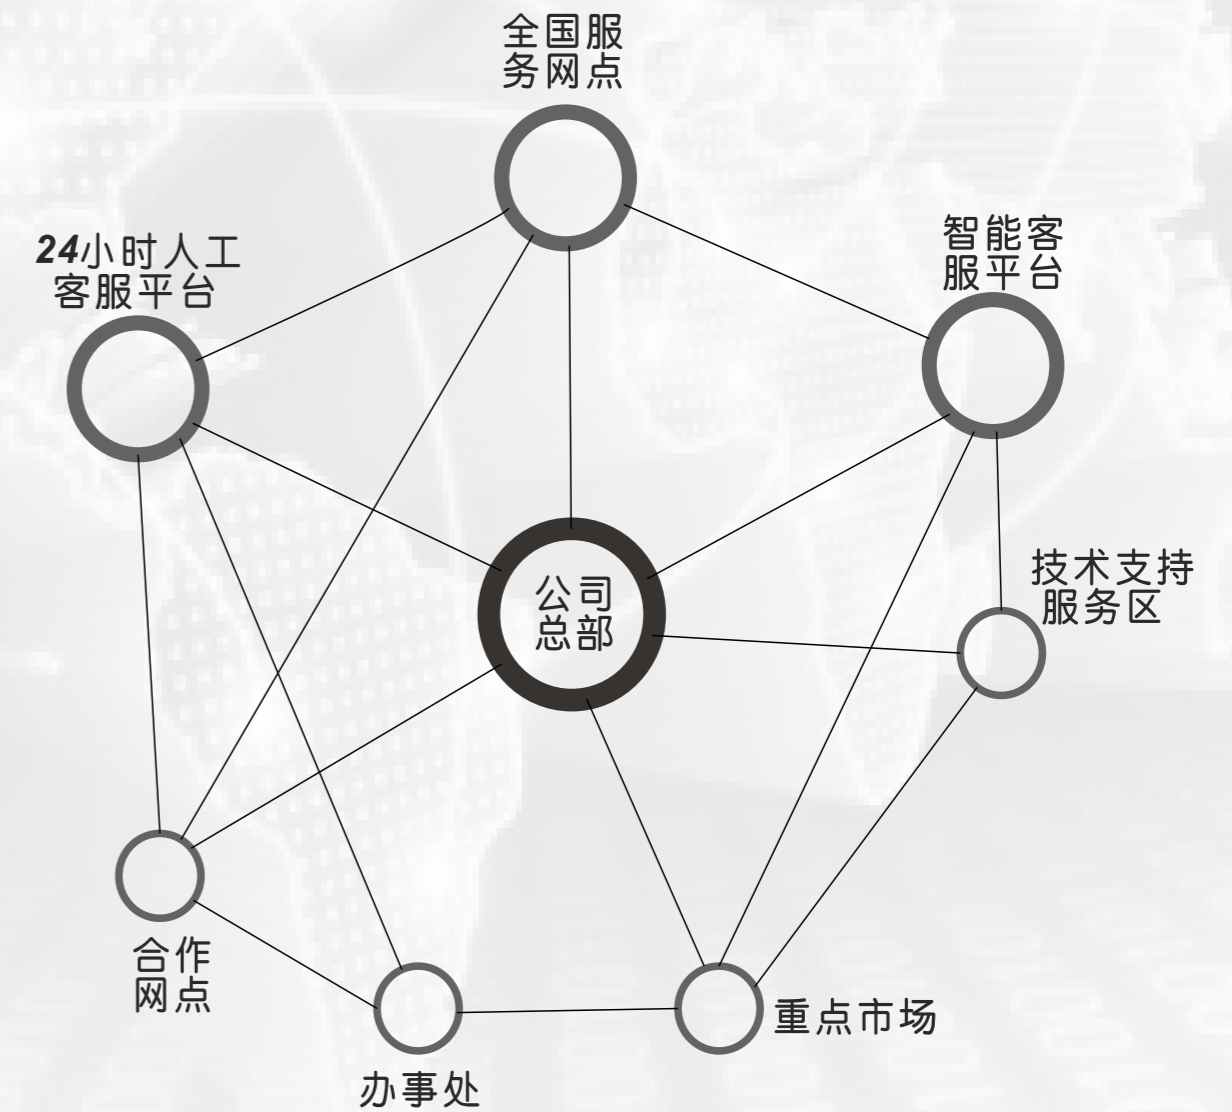 全国服
务网点
24小时人工
客服平台
智能客
服平台
公司
总部
技术支持
服务区
合作
网点
办事处
重点市场